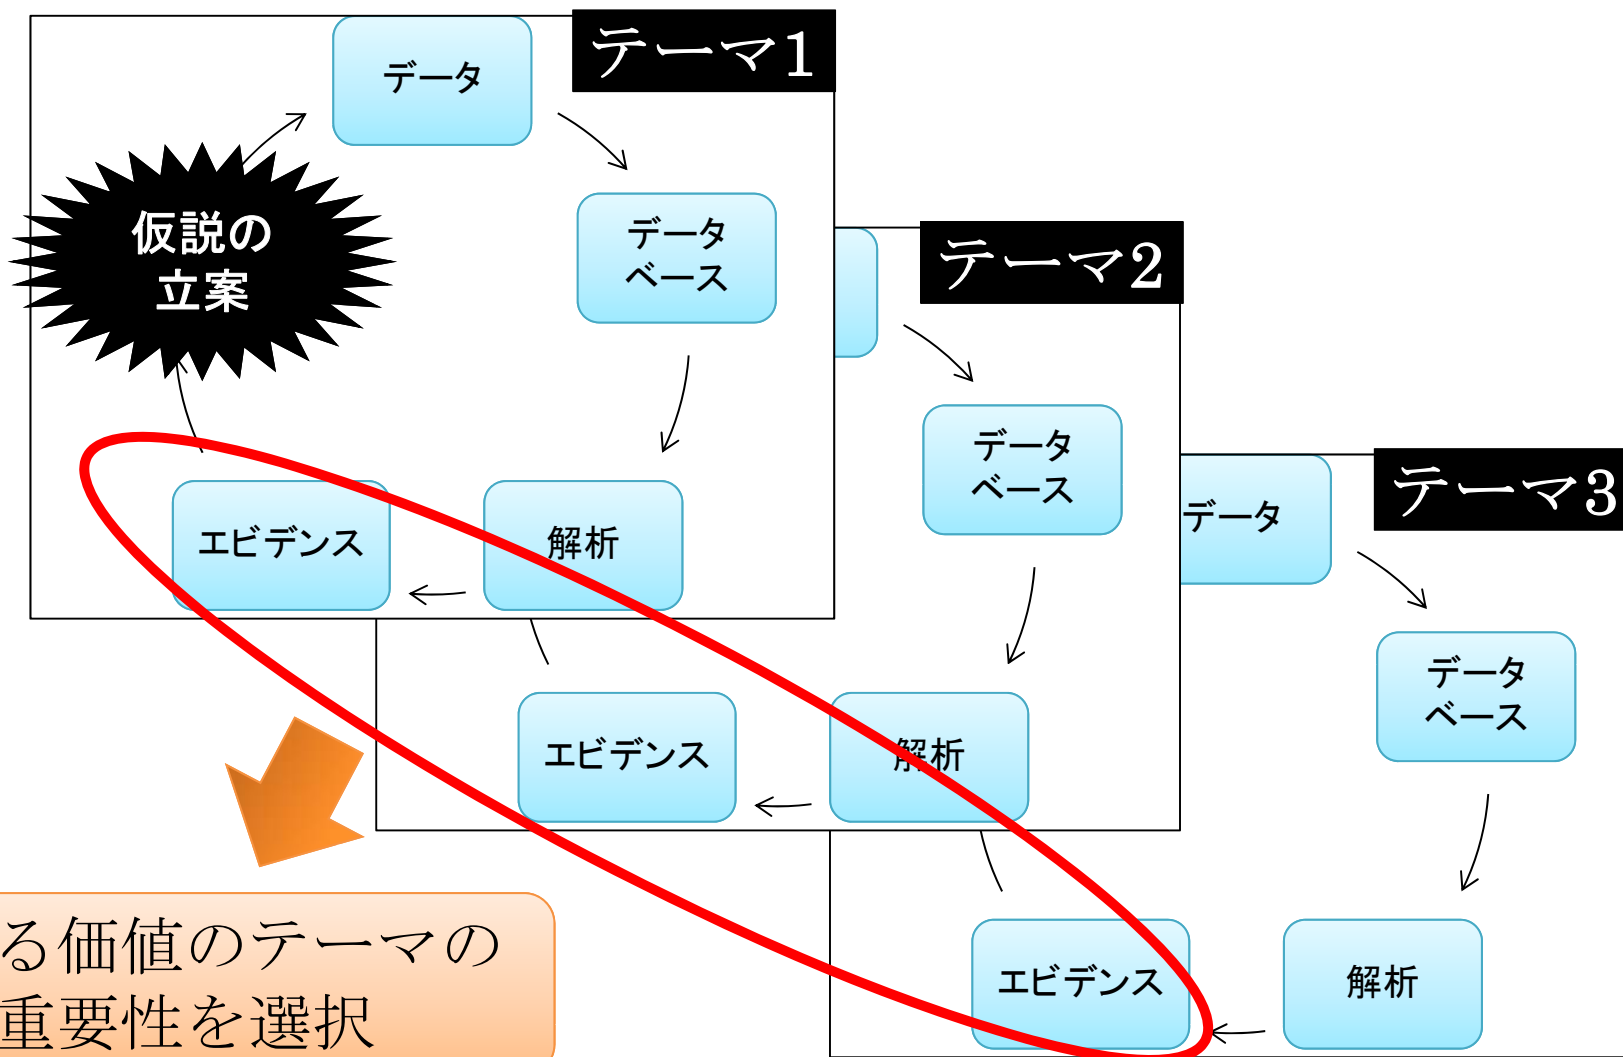 テーマ1
データ
仮説の
立案
データ
ベース
エビデンス
解析
テーマ2
データ
ベース
エビデンス
解析
テーマ3
データ
データ
ベース
エビデンス
解析
る価値のテーマの
重要性を選択